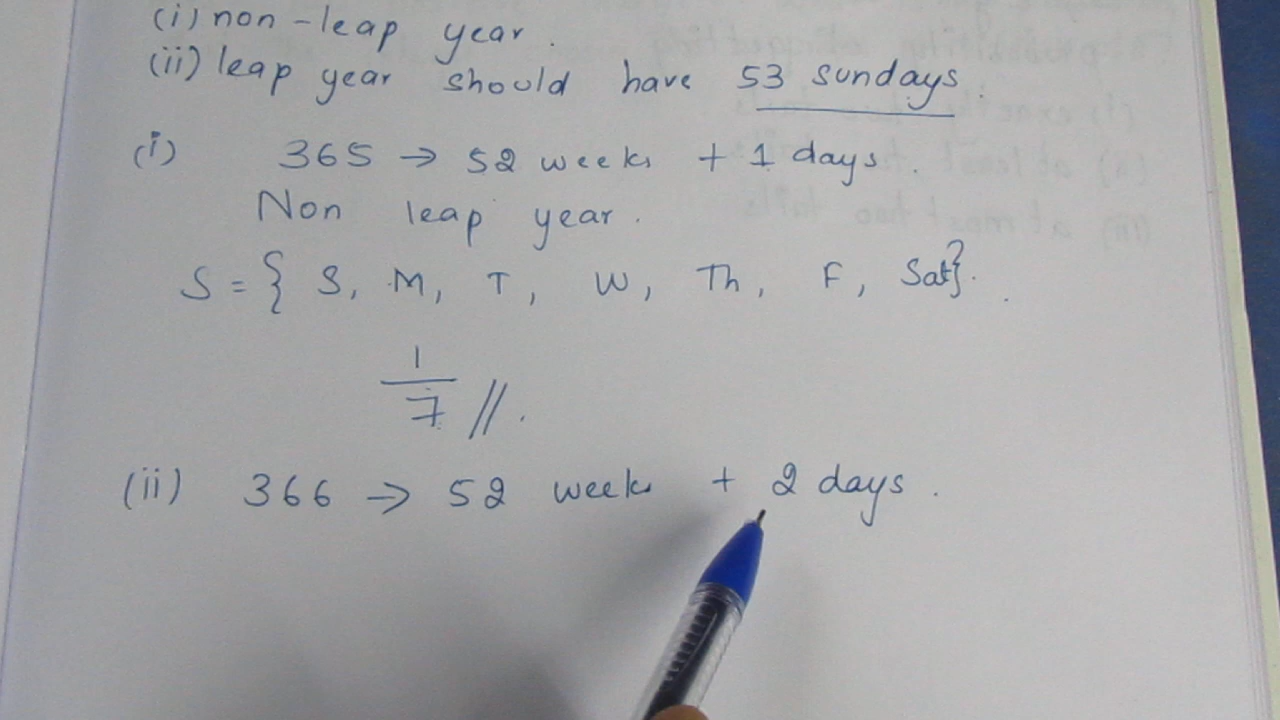 (i) non-leap year.
(ii) leap year should have 53 sundays.
(i) 365 → 52 weeks + 1 days.
Non leap year.
S = { S, M, T, W, Th, F, Sat}.
1/7 //.
(ii) 366 → 52 weeks + 2 days.